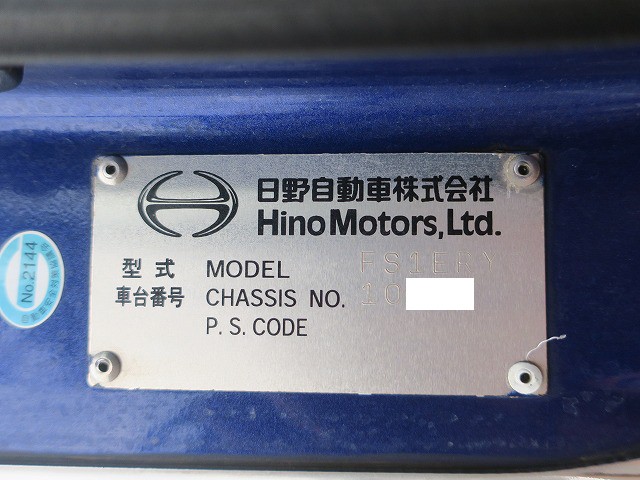 日野自動車株式会社
Hino Motors, Ltd.
型式 MODEL FS1EKY
車台番号 CHASSIS NO. 10
P. S. CODE
No.2144